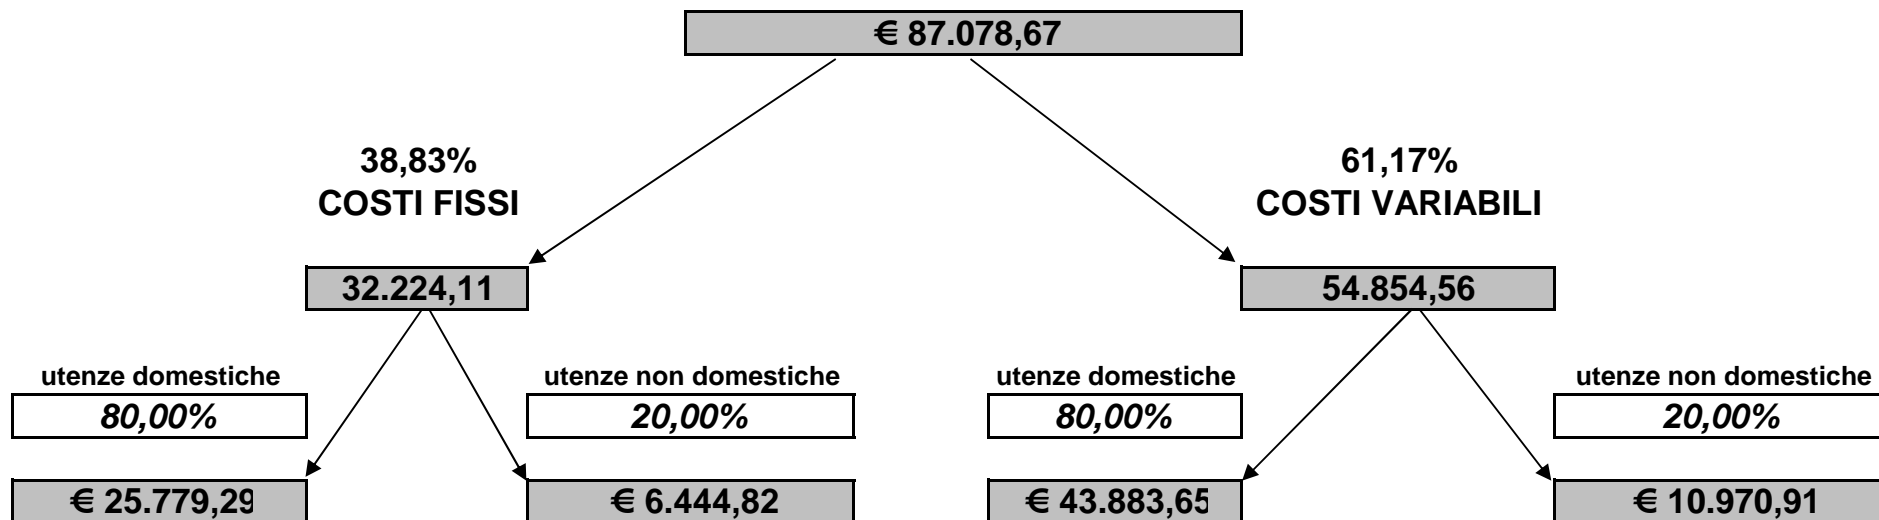 € 87.078,67
38,83%
COSTI FISSI
61,17%
COSTI VARIABILI
32.224,11
54.854,56
utenze domestiche
utenze non domestiche
utenze domestiche
utenze non domestiche
80,00%
20,00%
80,00%
20,00%
€ 25.779,29
€ 6.444,82
€ 43.883,65
€ 10.970,91